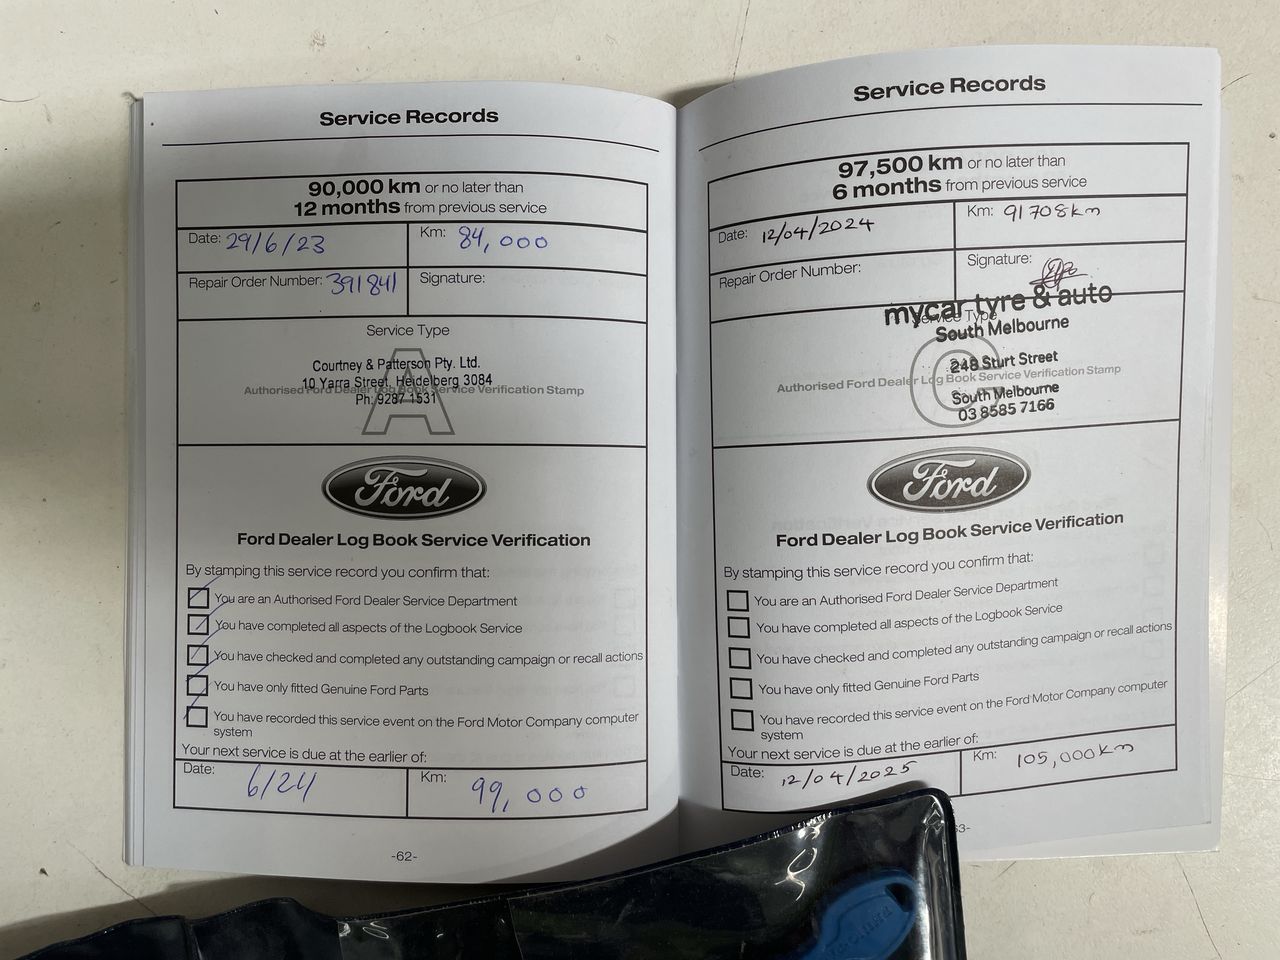 Service Records
90,000 km or no later than
12 months from previous service
Date: 29/6/23
Km: 84,000
Repair Order Number: 391841
Signature:
Service Type
A
Courtney & Patterson Pty. Ltd.
10 Yarra Street, Heidelberg 3084
Authorised Ford Dealer Log Book Service Verification Stamp
Ph: 9287 1531
Ford
Ford Dealer Log Book Service Verification
By stamping this service record you confirm that:
You are an Authorised Ford Dealer Service Department
You have completed all aspects of the Logbook Service
You have checked and completed any outstanding campaign or recall actions
You have only fitted Genuine Ford Parts
You have recorded this service event on the Ford Motor Company computer
system
Your next service is due at the earlier of:
Date: 6/24
Km: 99,000
-62-
Service Records
97,500 km or no later than
6 months from previous service
Date: 12/04/2024
Km: 91708km
Repair Order Number:
Signature:
mycar tyre & auto
Service Type
South Melbourne
C
248 Sturt Street
Authorised Ford Dealer Log Book Service Verification Stamp
South Melbourne
03 8585 7166
Ford
Ford Dealer Log Book Service Verification
By stamping this service record you confirm that:
You are an Authorised Ford Dealer Service Department
You have completed all aspects of the Logbook Service
You have checked and completed any outstanding campaign or recall actions
You have only fitted Genuine Ford Parts
You have recorded this service event on the Ford Motor Company computer
system
Your next service is due at the earlier of:
Date: 12/04/2025
Km: 105,000km